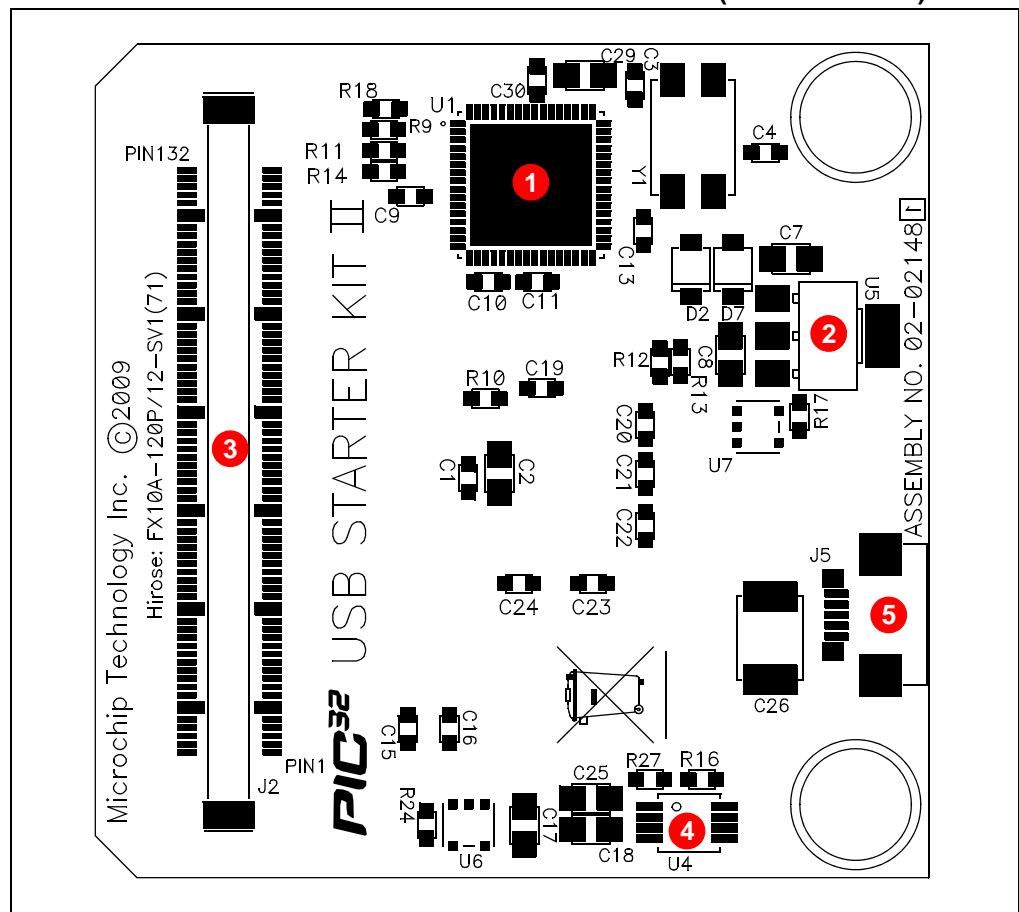 C29
C3
C30
R18
U1
R9
C4
PIN132
R11
R14
Y1
C9
1
C13
C7
C10
C11
D2
D7
U5
2
R12
C8
R13
C19
R10
R17
C20
U7
3
C1
C2
C21
C22
J5
C24
C23
5
C26
C15
C16
PIN1
J2
R27
R16
C25
R24
C17
4
U6
C18
U4
Microchip Technology Inc. ©2009
Hirose: FX10A-120P/12-SV1(71)
PIC32 USB STARTER KIT II
ASSEMBLY NO. 02-02148 1